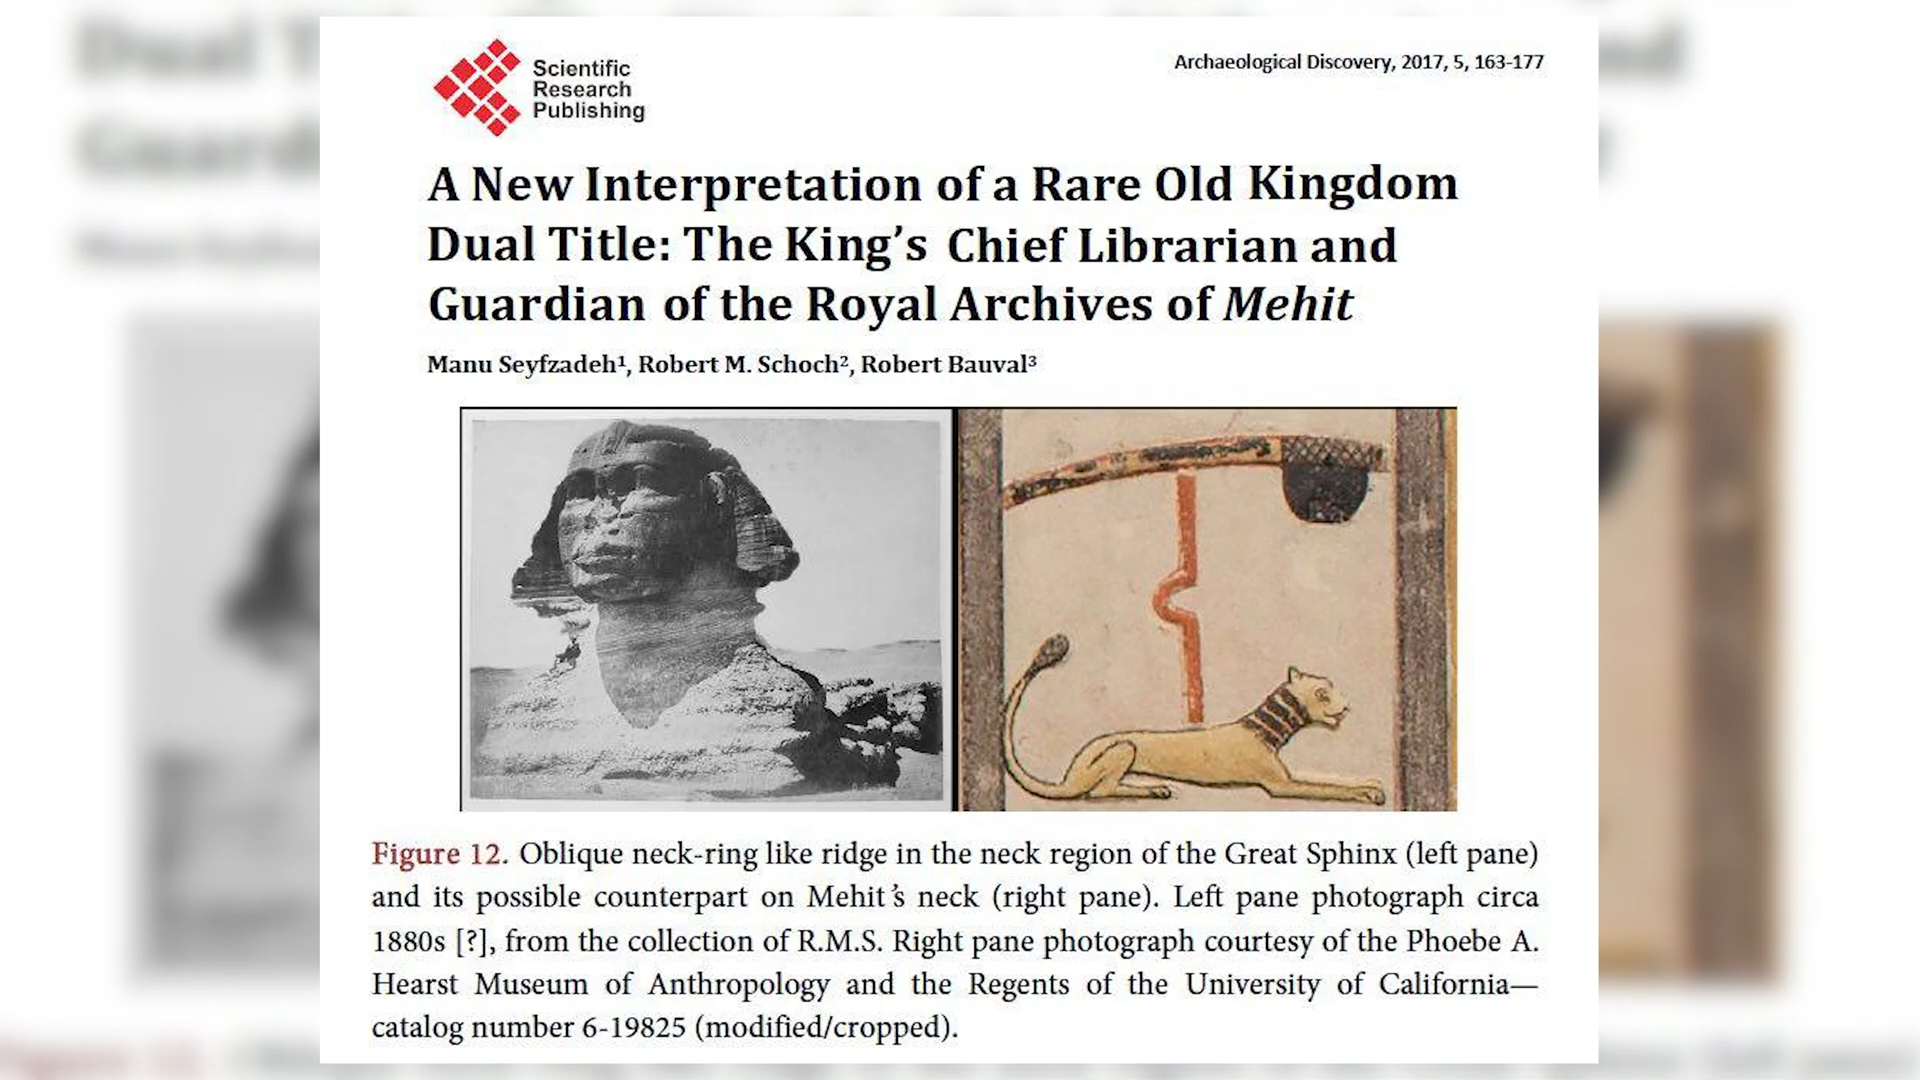 Scientific
Research
Publishing
Archaeological Discovery, 2017, 5, 163-177
A New Interpretation of a Rare Old Kingdom
Dual Title: The King's Chief Librarian and
Guardian of the Royal Archives of Mehit
Manu Seyfzadeh¹, Robert M. Schoch², Robert Bauval³
Figure 12. Oblique neck-ring like ridge in the neck region of the Great Sphinx (left pane)
and its possible counterpart on Mehit's neck (right pane). Left pane photograph circa
1880s [?], from the collection of R.M.S. Right pane photograph courtesy of the Phoebe A.
Hearst Museum of Anthropology and the Regents of the University of California—
catalog number 6-19825 (modified/cropped).